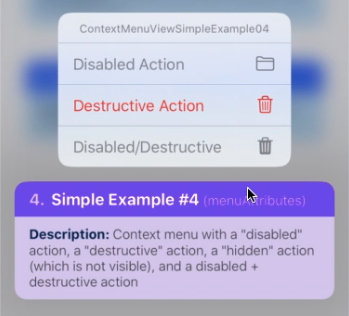 ContextMenuViewSimpleExample04
Disabled Action
Destructive Action
Disabled/Destructive
4. Simple Example #4 (menuAttributes)
Description: Context menu with a "disabled"
action, a "destructive" action, a "hidden" action
(which is not visible), and a disabled +
destructive action